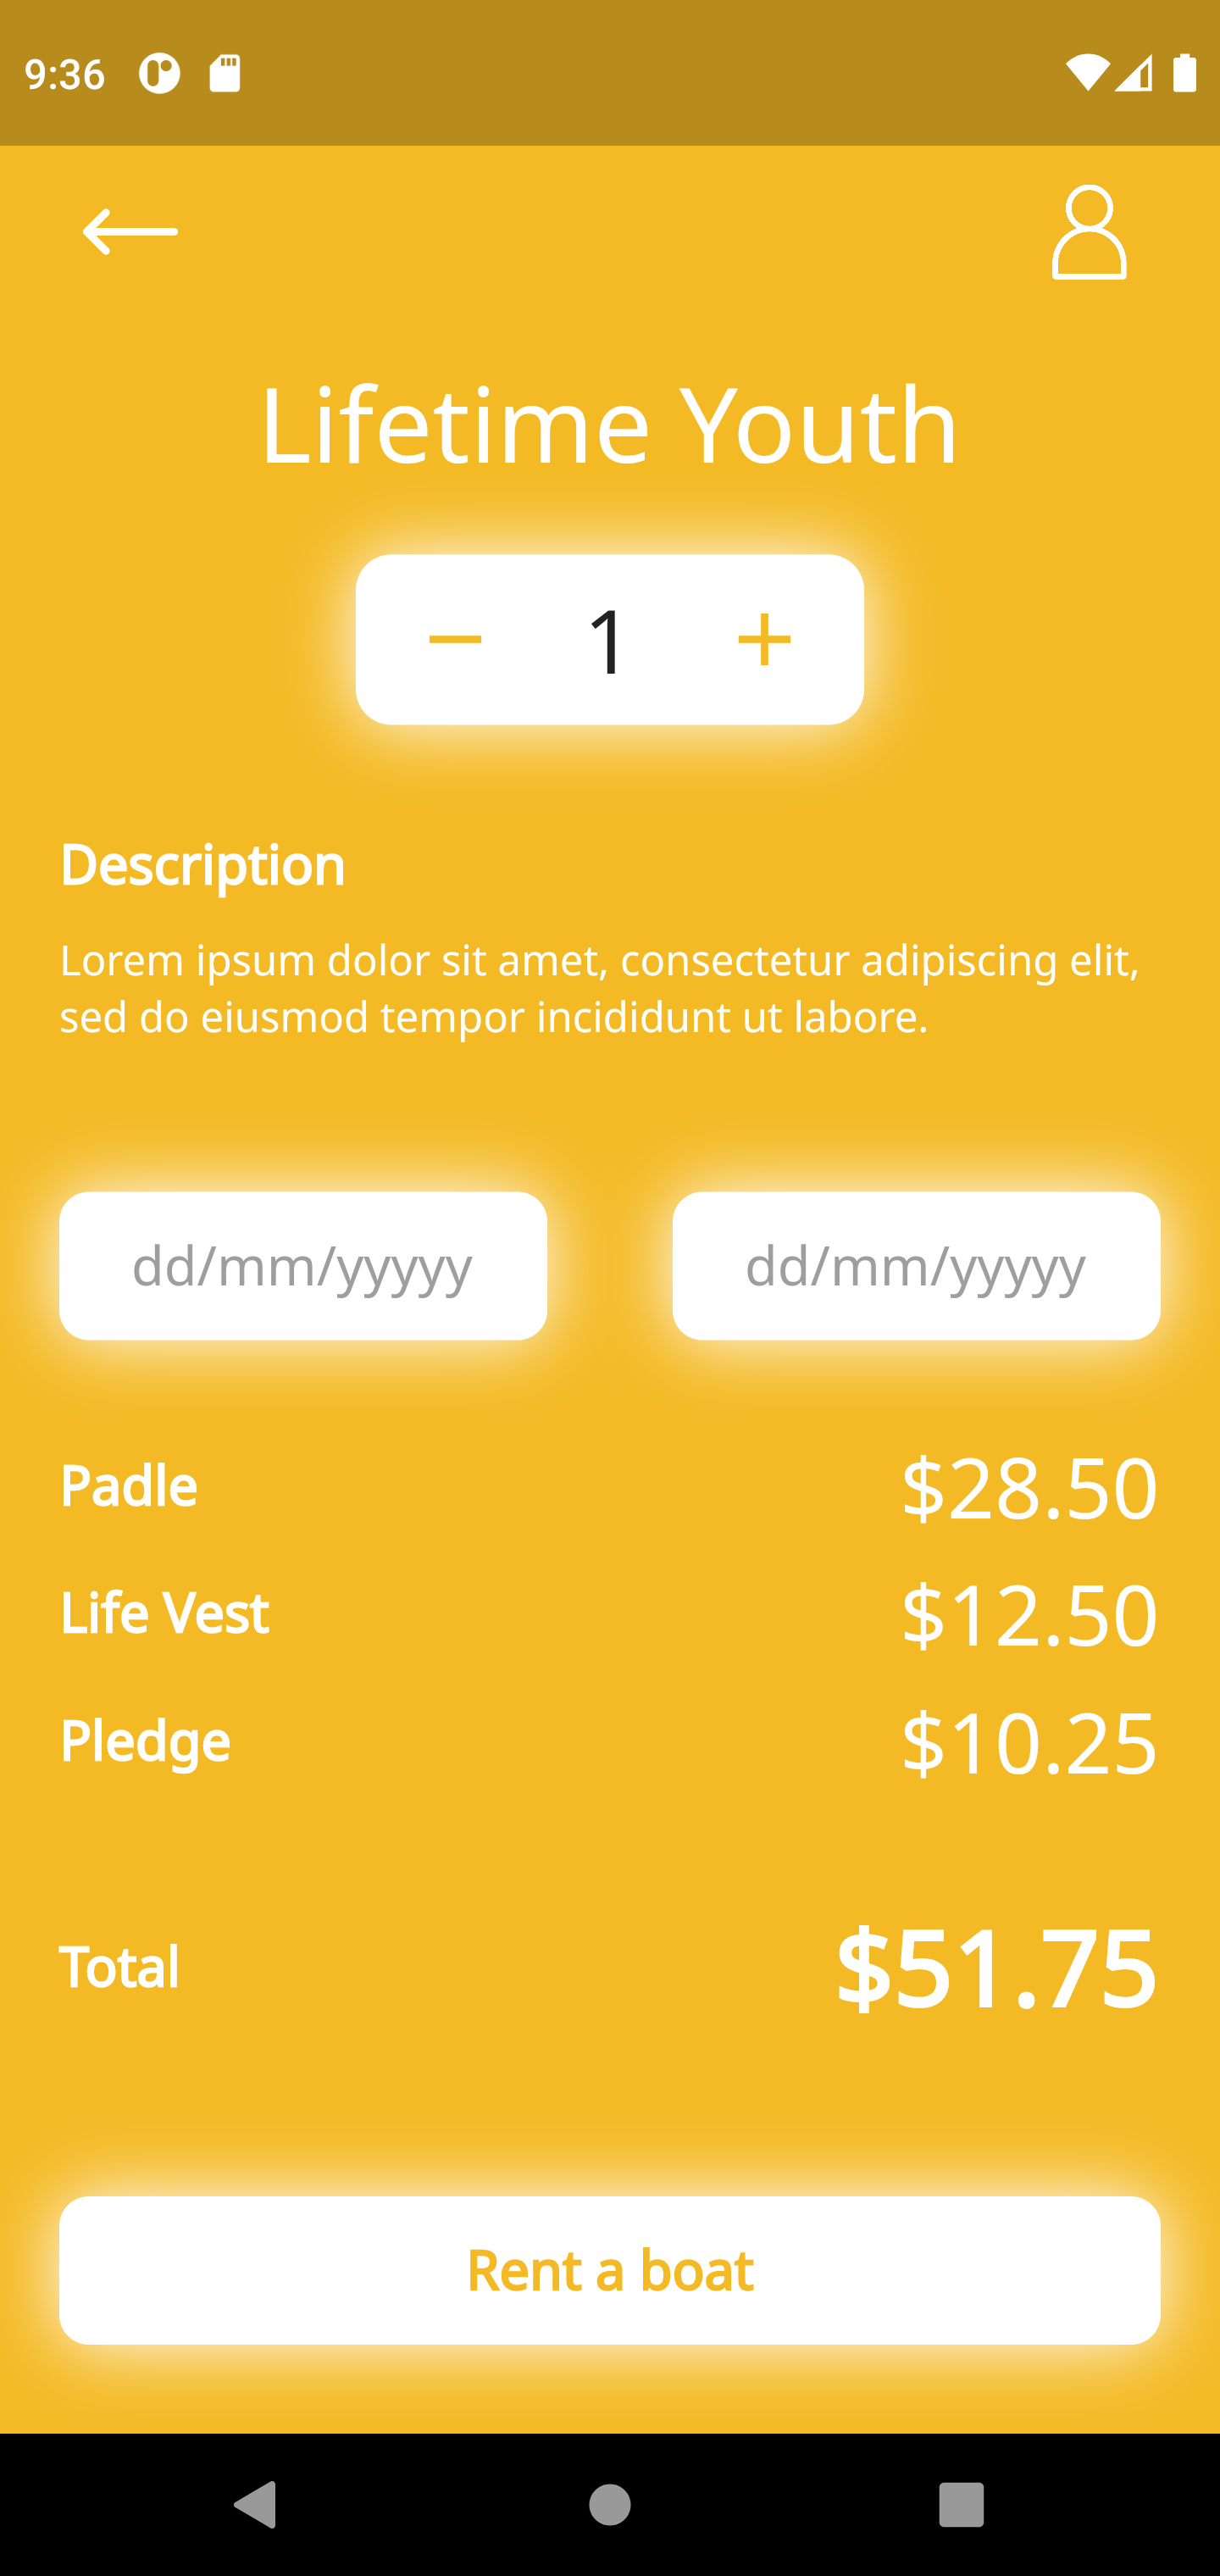 9:36
Lifetime Youth
1
Description
Lorem ipsum dolor sit amet, consectetur adipiscing elit,
sed do eiusmod tempor incididunt ut labore.
dd/mm/yyyyy dd/mm/yyyyy
Padle $28.50
Life Vest $12.50
Pledge $10.25
Total $51.75
Rent a boat